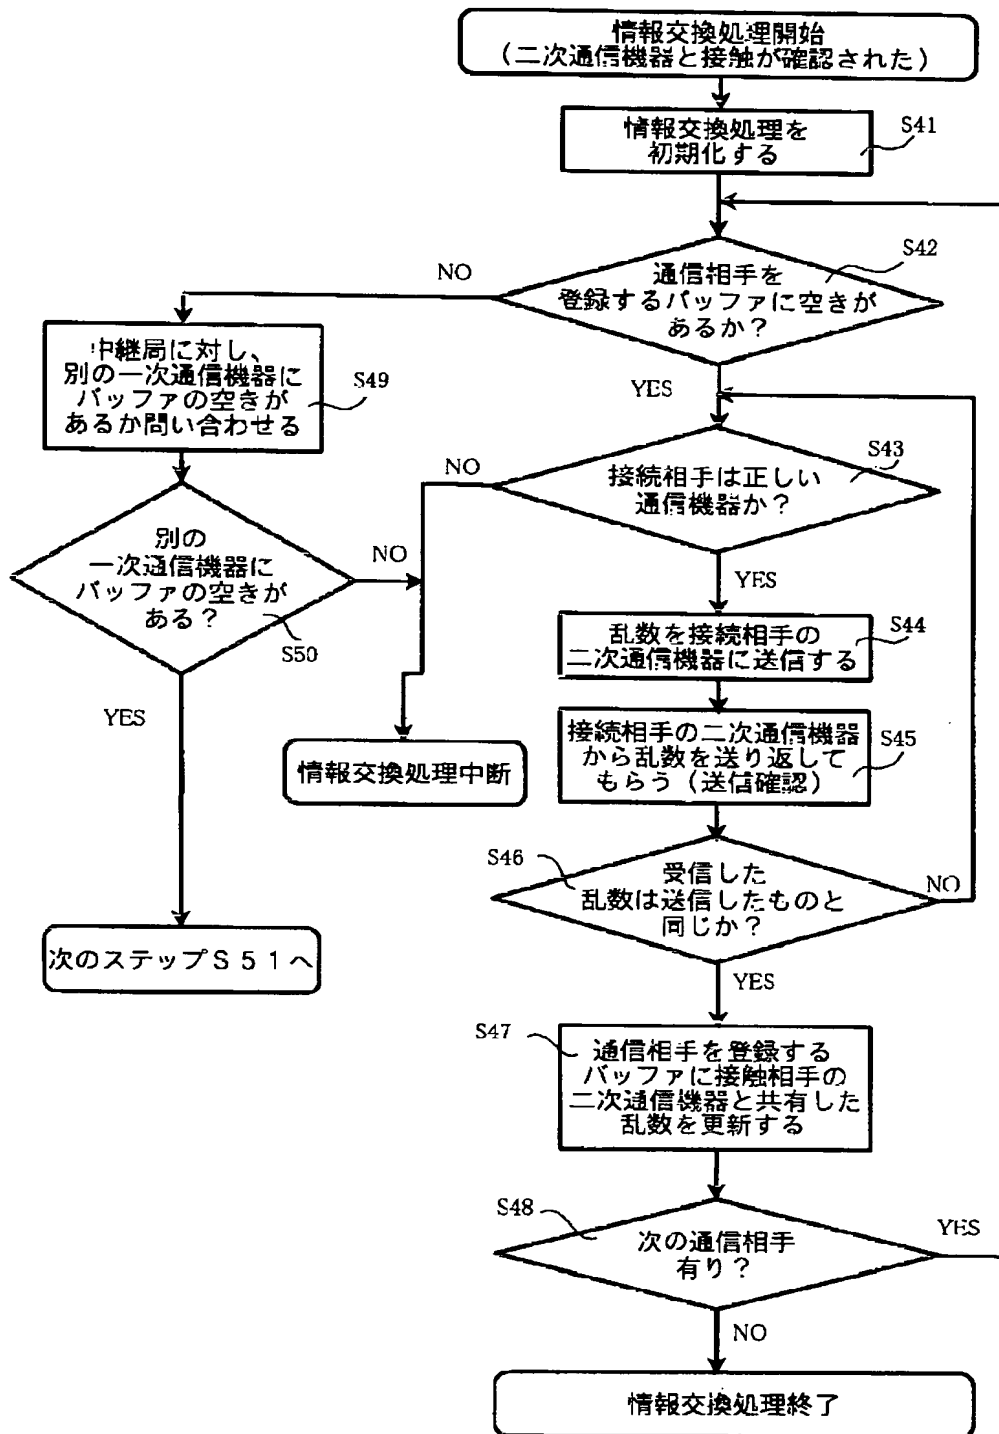 情報交換処理開始
(二次通信機器と接触が確認された)
情報交換処理を
初期化する
S41
通信相手を
登録するバッファに空きが
あるか？
S42
NO
YES
中継局に対し、
別の一次通信機器に
バッファの空きが
あるか問い合わせる
S49
接続相手は正しい
通信機器か？
S43
NO
YES
別の
一次通信機器に
バッファの空きが
ある？
S50
NO
YES
乱数を接続相手の
二次通信機器に送信する
S44
接続相手の二次通信機器
から乱数を送り返して
もらう（送信確認）
S45
情報交換処理中断
S46
受信した
乱数は送信したものと
同じか？
NO
YES
次のステップＳ５１へ
S47
通信相手を登録する
バッファに接触相手の
二次通信機器と共有した
乱数を更新する
S48
次の通信相手
有り？
YES
NO
情報交換処理終了